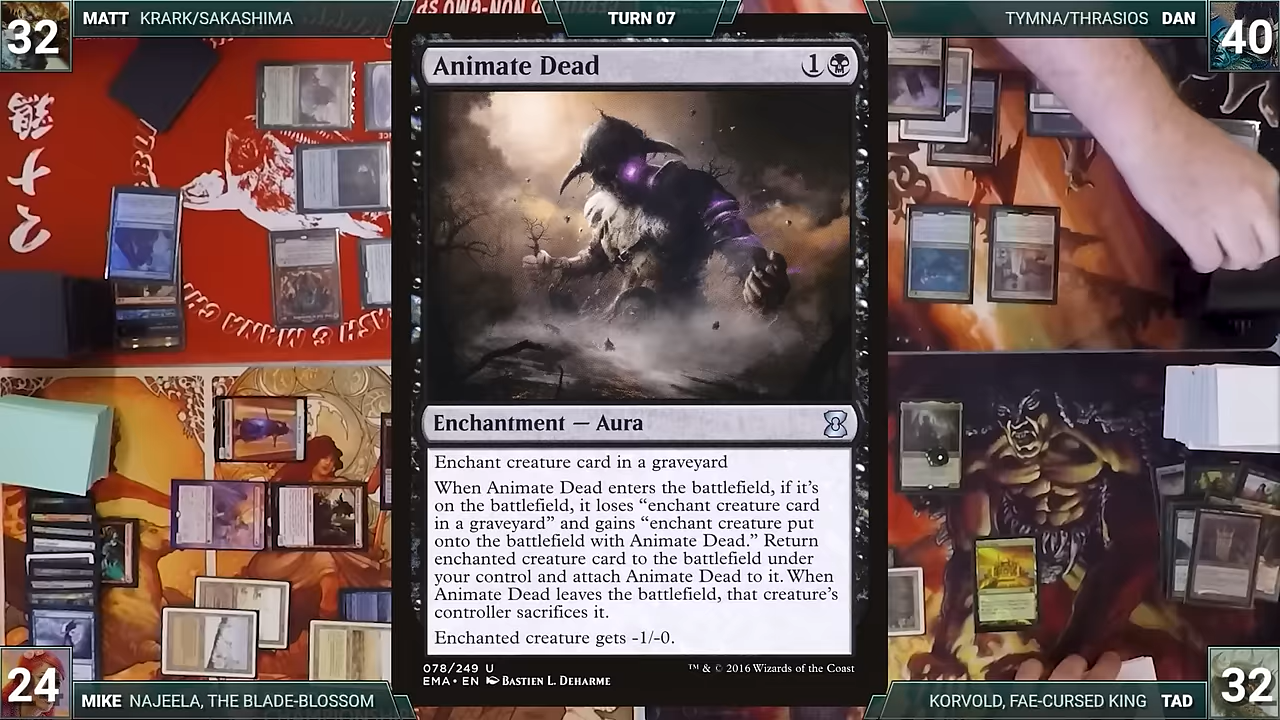 32
MATT KRARK/SAKASHIMA
TURN 07
TYMNA/THRASIOS DAN
40
Animate Dead
1
Enchantment — Aura
Enchant creature card in a graveyard
When Animate Dead enters the battlefield, if it's
on the battlefield, it loses “enchant creature card
in a graveyard” and gains “enchant creature put
onto the battlefield with Animate Dead.” Return
enchanted creature card to the battlefield under
your control and attach Animate Dead to it. When
Animate Dead leaves the battlefield, that creature's
controller sacrifices it.
Enchanted creature gets -1/-0.
078/249 U
EMA • EN BASTIEN L. DEHARME
™ & © 2016 Wizards of the Coast
24
MIKE NAJEELA, THE BLADE-BLOSSOM
KORVOLD, FAE-CURSED KING TAD
32